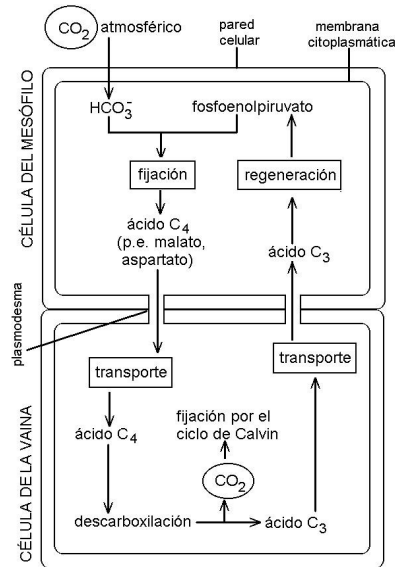 CO2 atmosférico
pared
celular
membrana
citoplasmática
HCO3-
fosfoenolpiruvato
fijación
regeneración
ácido C4
(p.e. malato,
aspartato)
ácido C3
CÉLULA DEL MESÓFILO
plasmodesma
transporte
transporte
ácido C4
fijación por el
ciclo de Calvin
CO2
descarboxilación
ácido C3
CÉLULA DE LA VAINA